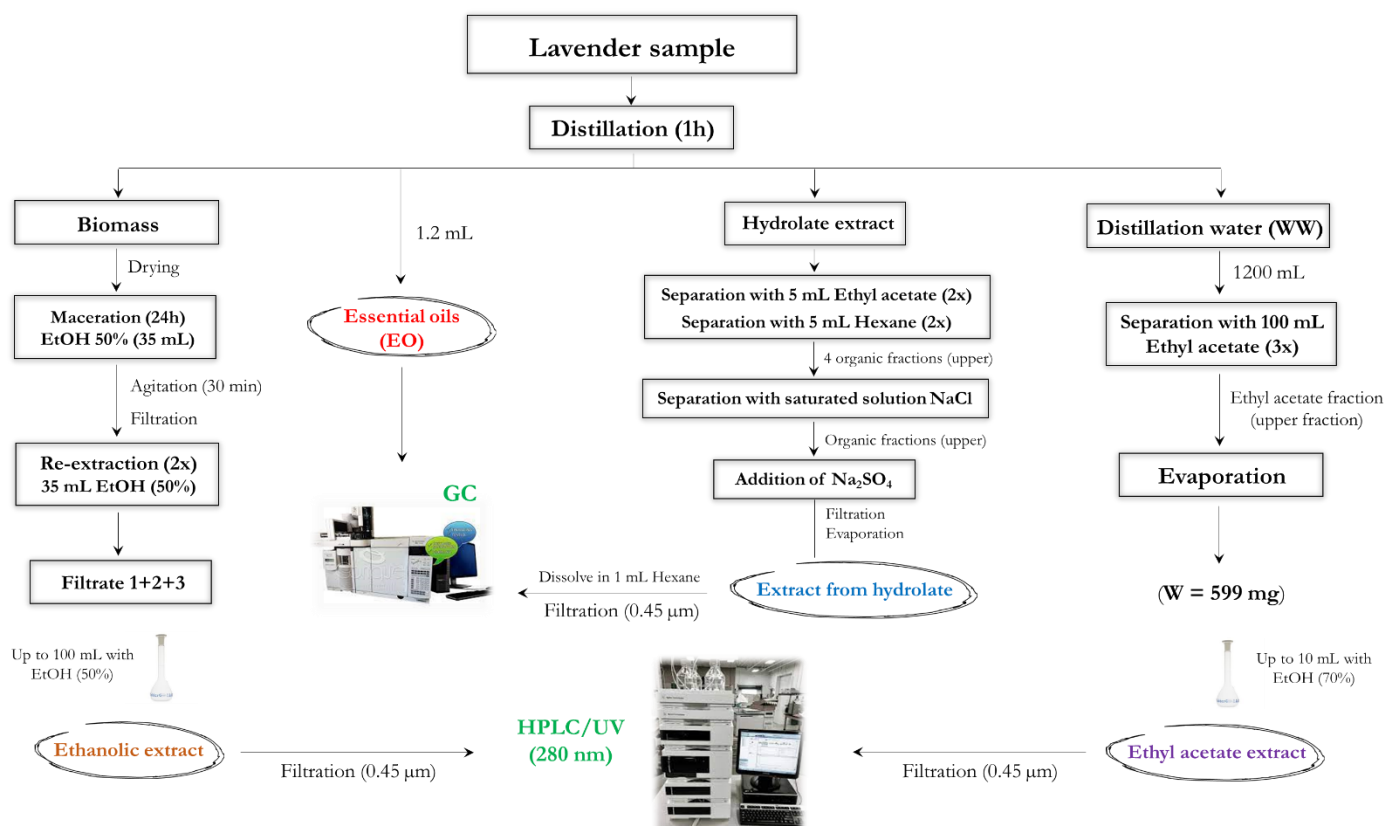 Lavender sample
Distillation (1h)
Biomass
Drying
Maceration (24h)
EtOH 50% (35 mL)
Agitation (30 min)
Filtration
Re-extraction (2x)
35 mL EtOH (50%)
Filtrate 1+2+3
Up to 100 mL with
EtOH (50%)
Ethanolic extract
Filtration (0.45 µm)
1.2 mL
Essential oils
(EO)
GC
Hydrolate extract
Separation with 5 mL Ethyl acetate (2x)
Separation with 5 mL Hexane (2x)
4 organic fractions (upper)
Separation with saturated solution NaCl
Organic fractions (upper)
Addition of Na₂SO₄
Filtration
Evaporation
Extract from hydrolate
Dissolve in 1 mL Hexane
Filtration (0.45 µm)
HPLC/UV
(280 nm)
Distillation water (WW)
1200 mL
Separation with 100 mL
Ethyl acetate (3x)
Ethyl acetate fraction
(upper fraction)
Evaporation
(W = 599 mg)
Up to 10 mL with
EtOH (70%)
Ethyl acetate extract
Filtration (0.45 µm)